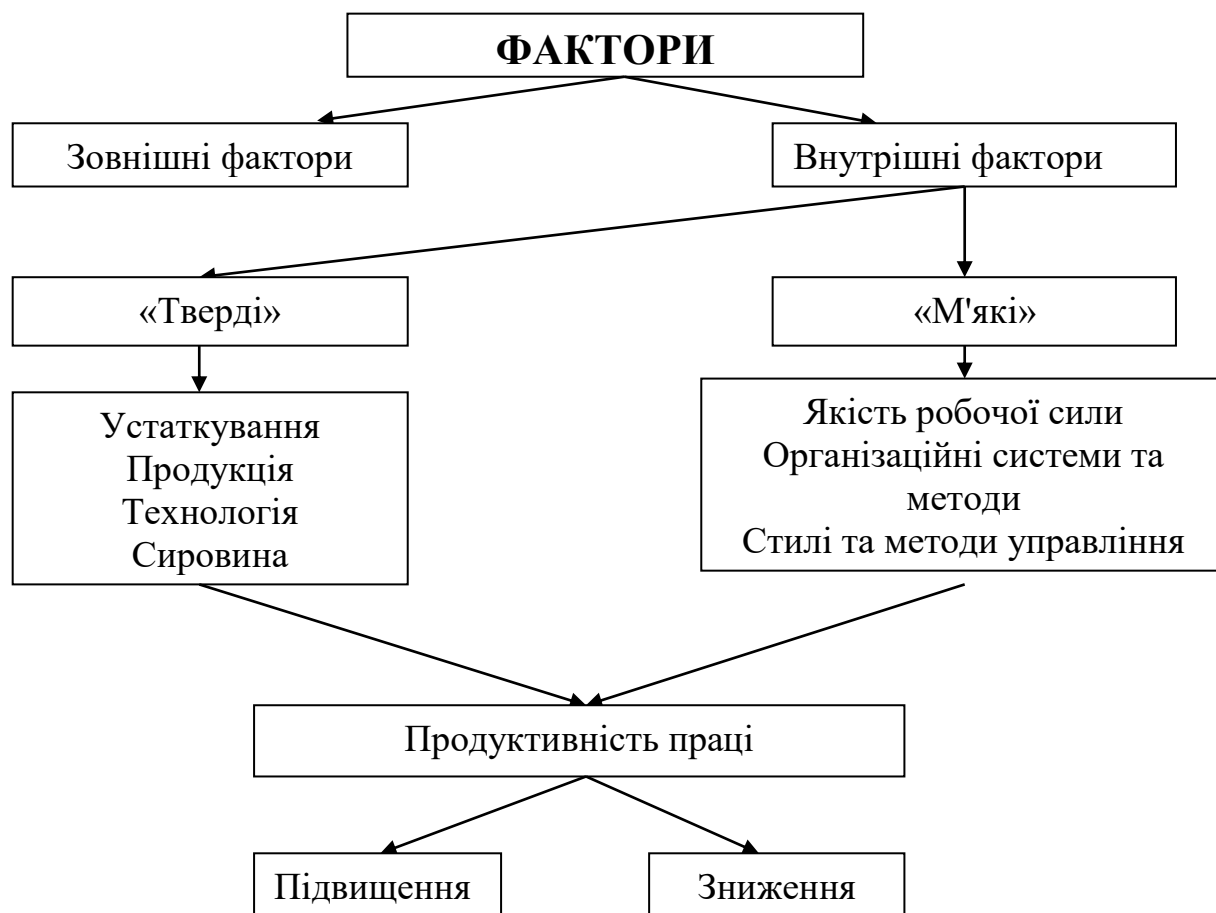 ФАКТОРИ
Зовнішні фактори
Внутрішні фактори
«Тверді»
«М'які»
Устаткування
Продукція
Технологія
Сировина
Якість робочої сили
Організаційні системи та
методи
Стилі та методи управління
Продуктивність праці
Підвищення
Зниження